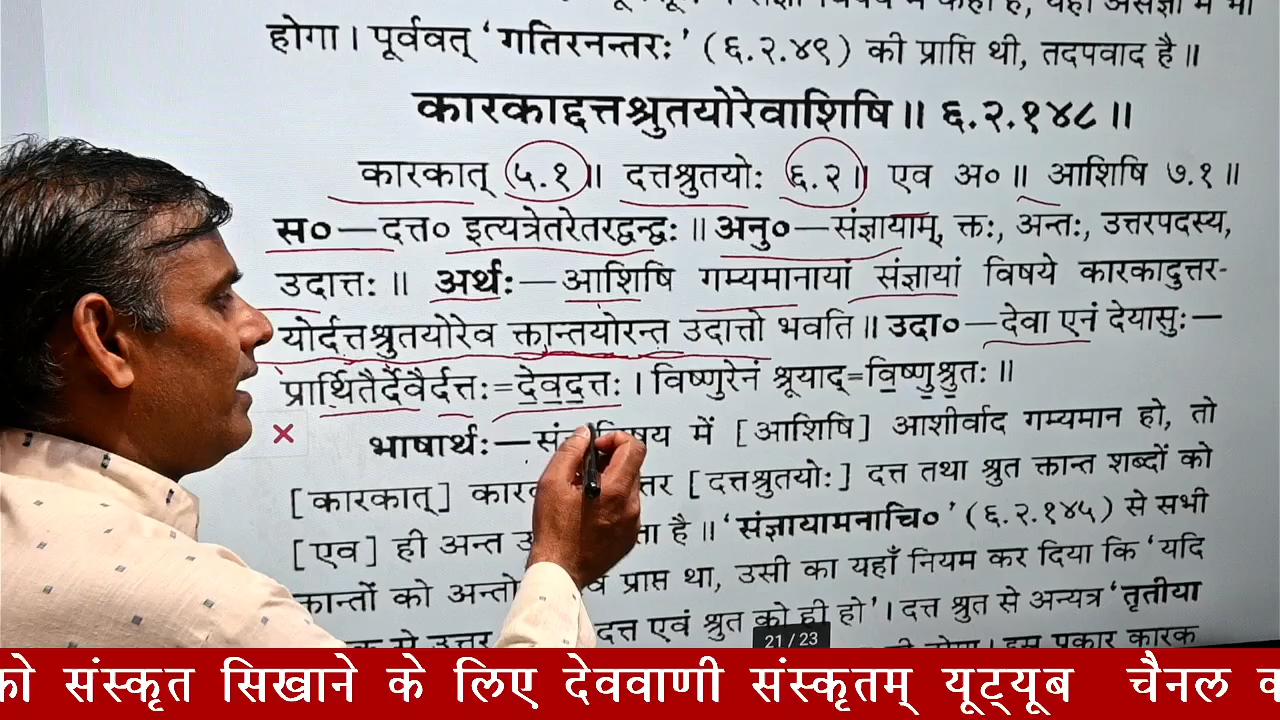 होगा। पूर्ववत् ‘गतिरनन्तरः’ (६.२.४९) की प्राप्ति थी, तदपवाद है॥
कारकाद्दत्तश्रुतयोरेवाशिषि॥ ६.२.१४८॥
कारकात् ५.१॥ दत्तश्रुतयोः ६.२॥ एव अ०॥ आशिषि ७.१॥
स०—दत्त० इत्यत्रेतरेतरद्वन्द्वः॥ अनु०—संज्ञायाम्, क्तः, अन्तः, उत्तरपदस्य,
उदात्तः॥ अर्थः—आशिषि गम्यमानायां संज्ञायां विषये कारकादुत्तर-
योर्दत्तश्रुतयोरेव क्तान्तयोरन्त उदात्तो भवति॥ उदा०—देवा एनं देयासुः—
प्रार्थितैर्देवैर्दत्तः=दे॒व॒द॒त्तः। विष्णुरेनं श्रूयाद्=वि॒ष्णु॒श्रु॒तः॥
भाषार्थः— में [आशिषि] आशीर्वाद गम्यमान हो, तो
[कारकात्] [दत्तश्रुतयोः] दत्त तथा श्रुत क्तान्त शब्दों को
[एव] ही अन्त है॥ ‘संज्ञायामनाचि०’ (६.२.१४५) से सभी
क्तान्तों को प्राप्त था, उसी का यहाँ नियम कर दिया कि ‘यदि
से उत्तर दत्त एवं श्रुत को ही हो’। दत्त श्रुत से अन्यत्र ‘तृतीया
इस प्रकार कारक
21 / 23
को संस्कृत सिखाने के लिए देववाणी संस्कृतम् यूट्यूब चैनल